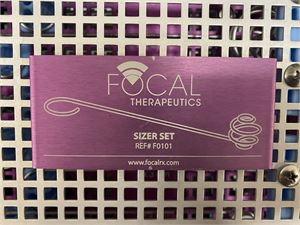 FOCAL
THERAPEUTICS
SIZER SET
REF# F0101
www.focalrx.com